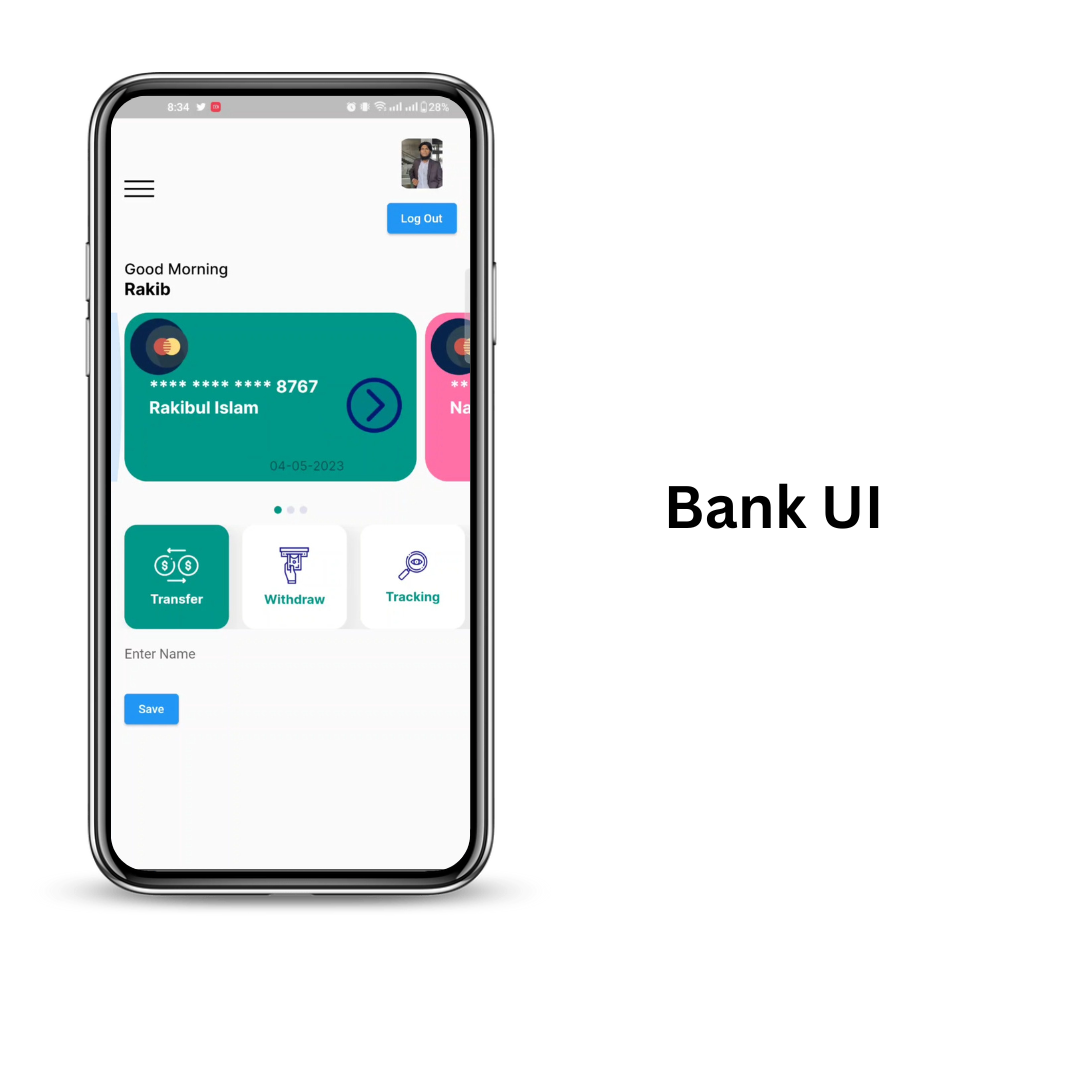 8:34
28%
Log Out
Good Morning
Rakib
**** **** **** 8767
Rakibul Islam
04-05-2023
**
Na
Transfer
Withdraw
Tracking
Enter Name
Save
Bank UI